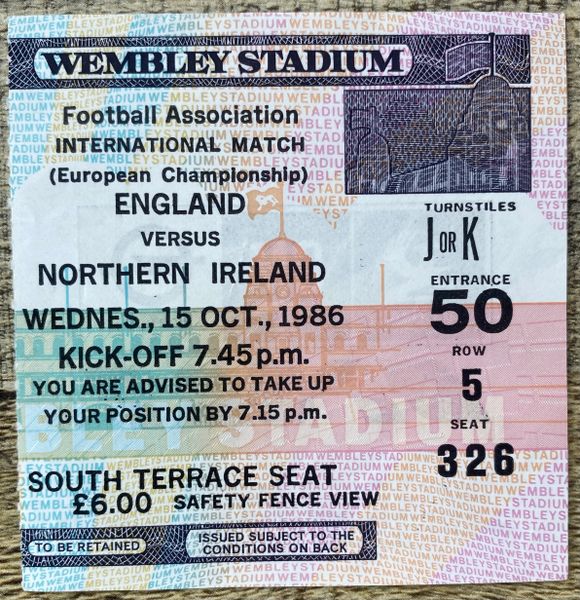 WEMBLEY STADIUM
Football Association
INTERNATIONAL MATCH
(European Championship)
ENGLAND
VERSUS
NORTHERN IRELAND
WEDNES., 15 OCT., 1986
KICK-OFF 7.45 p.m.
YOU ARE ADVISED TO TAKE UP
YOUR POSITION BY 7.15 p.m.
TURNSTILES
J OR K
ENTRANCE
50
ROW
5
SEAT
326
BLEY STADIUM
SOUTH TERRACE SEAT
£6.00 SAFETY FENCE VIEW
TO BE RETAINED
ISSUED SUBJECT TO THE
CONDITIONS ON BACK